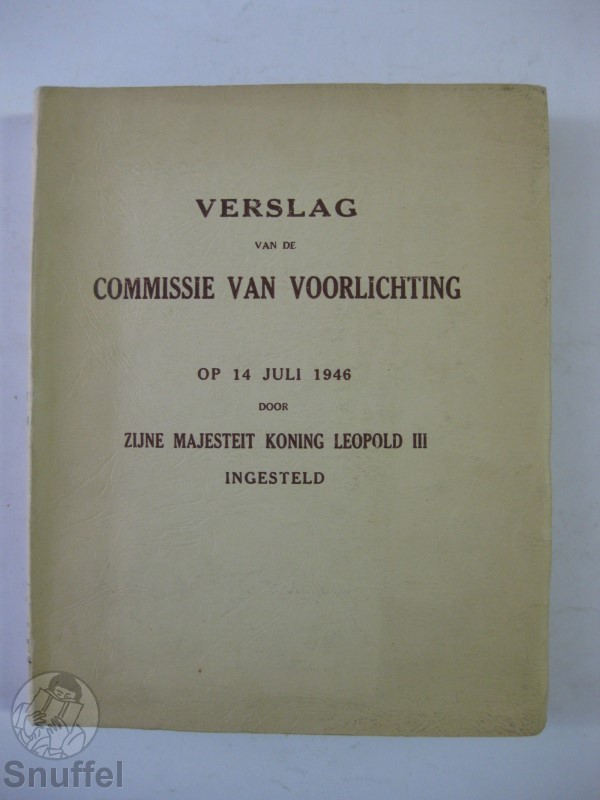 VERSLAG
VAN DE
COMMISSIE VAN VOORLICHTING
OP 14 JULI 1946
DOOR
ZIJNE MAJESTEIT KONING LEOPOLD III
INGESTELD
Snuffel